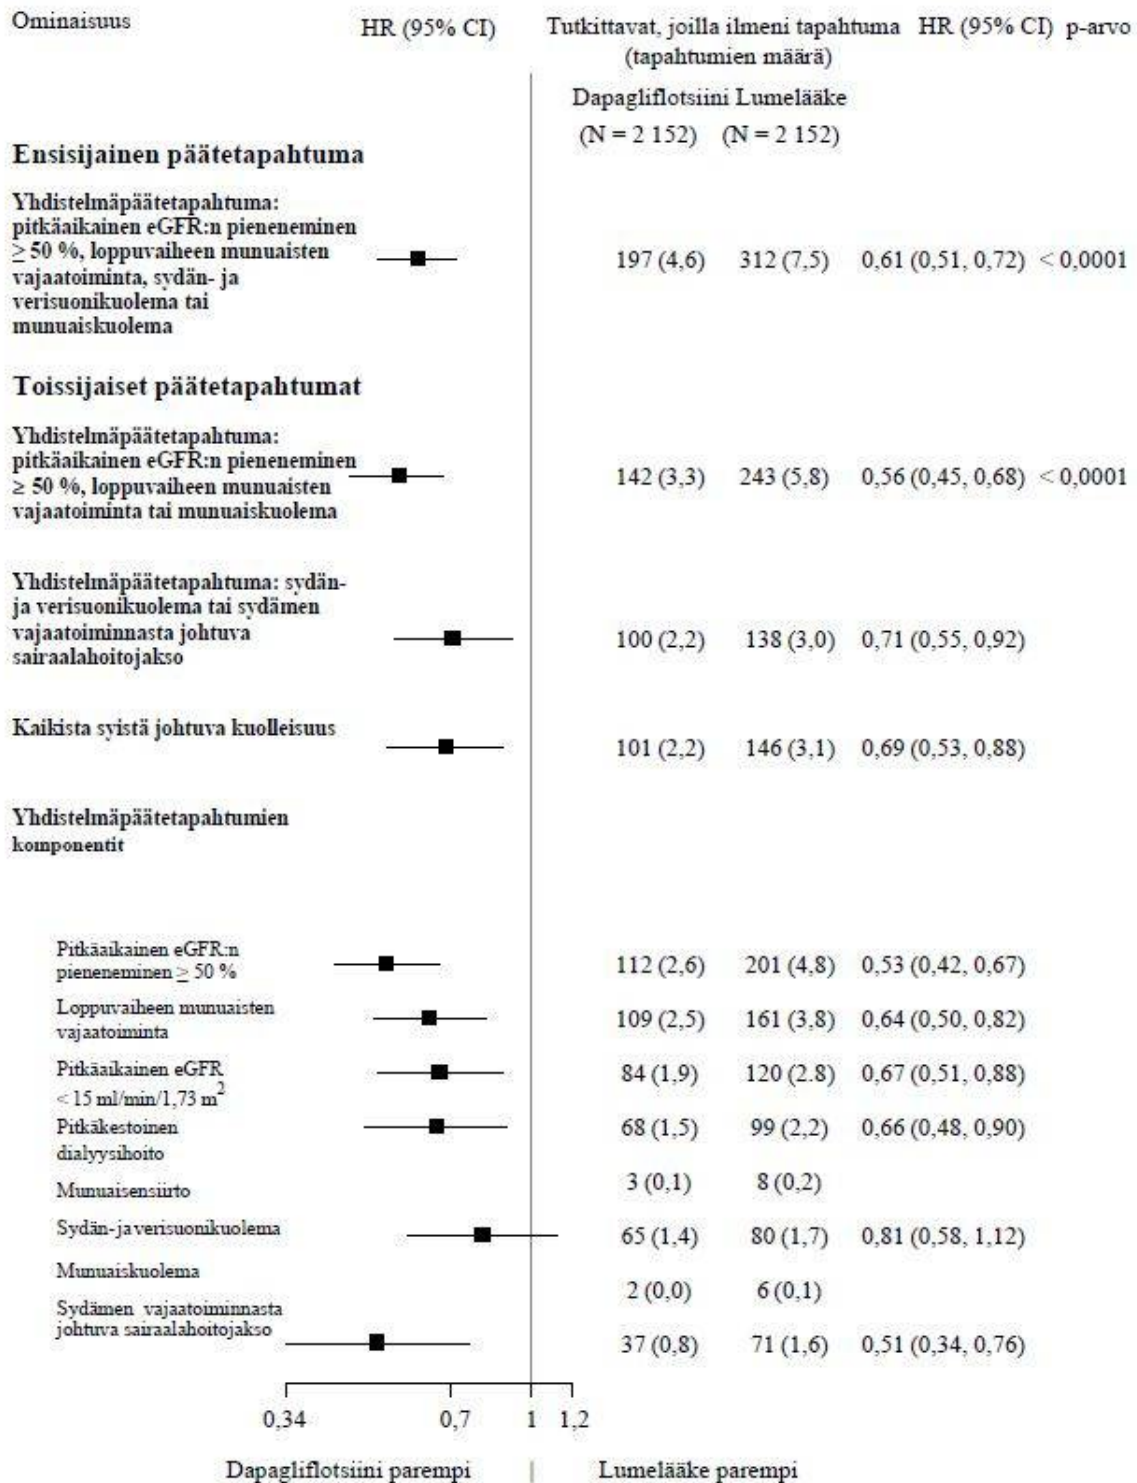 Ominaisuus HR (95% CI) Tutkittavat, joilla ilmeni tapahtuma HR (95% CI) p-arvo
(tapahtumien määrä)
Dapagliflotsiini Lumelääke
(N = 2 152) (N = 2 152)
Ensisijainen päätetapahtuma
Yhdistelmäpäätetapahtuma:
pitkäaikainen eGFR:n pieneneminen
≥ 50 %, loppuvaiheen munuaisten
vajaatoiminta, sydän- ja
verisuonikuolema tai
munuaiskuolema
197 (4,6) 312 (7,5) 0,61 (0,51, 0,72) < 0,0001
Toissijaiset päätetapahtumat
Yhdistelmäpäätetapahtuma:
pitkäaikainen eGFR:n pieneneminen
≥ 50 %, loppuvaiheen munuaisten
vajaatoiminta tai munuaiskuolema
142 (3,3) 243 (5,8) 0,56 (0,45, 0,68) < 0,0001
Yhdistelmäpäätetapahtuma: sydän-
ja verisuonikuolema tai sydämen
vajaatoiminnasta johtuva
sairaalahoitojakso
100 (2,2) 138 (3,0) 0,71 (0,55, 0,92)
Kaikista syistä johtuva kuolleisuus
101 (2,2) 146 (3,1) 0,69 (0,53, 0,88)
Yhdistelmäpäätetapahtumien
komponentit
Pitkäaikainen eGFR:n
pieneneminen ≥ 50 %
112 (2,6) 201 (4,8) 0,53 (0,42, 0,67)
Loppuvaiheen munuaisten
vajaatoiminta
109 (2,5) 161 (3,8) 0,64 (0,50, 0,82)
Pitkäaikainen eGFR
< 15 ml/min/1,73 m²
84 (1,9) 120 (2.8) 0,67 (0,51, 0,88)
Pitkäkestoinen
dialyysihoito
68 (1,5) 99 (2,2) 0,66 (0,48, 0,90)
Munuaisensiirto
3 (0,1) 8 (0,2)
Sydän- ja verisuonikuolema
65 (1,4) 80 (1,7) 0,81 (0,58, 1,12)
Munuaiskuolema
2 (0,0) 6 (0,1)
Sydämen vajaatoiminnasta
johtuva sairaalahoitojakso
37 (0,8) 71 (1,6) 0,51 (0,34, 0,76)
0,34 0,7 1 1,2
Dapagliflotsiini parempi | Lumelääke parempi